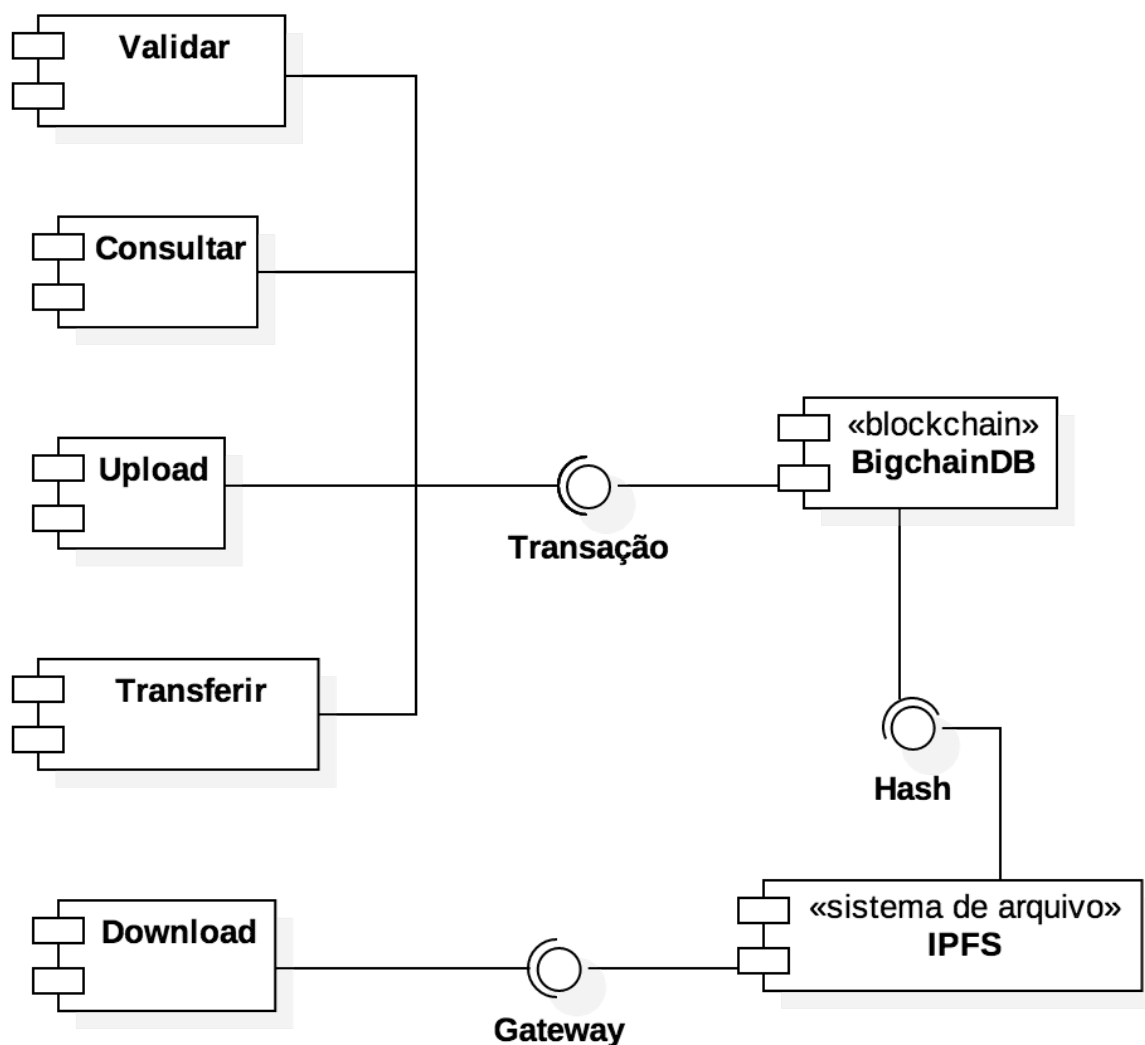 Validar
Consultar
Upload
«blockchain»
BigchainDB
Transação
Transferir
Hash
Download
«sistema de arquivo»
IPFS
Gateway